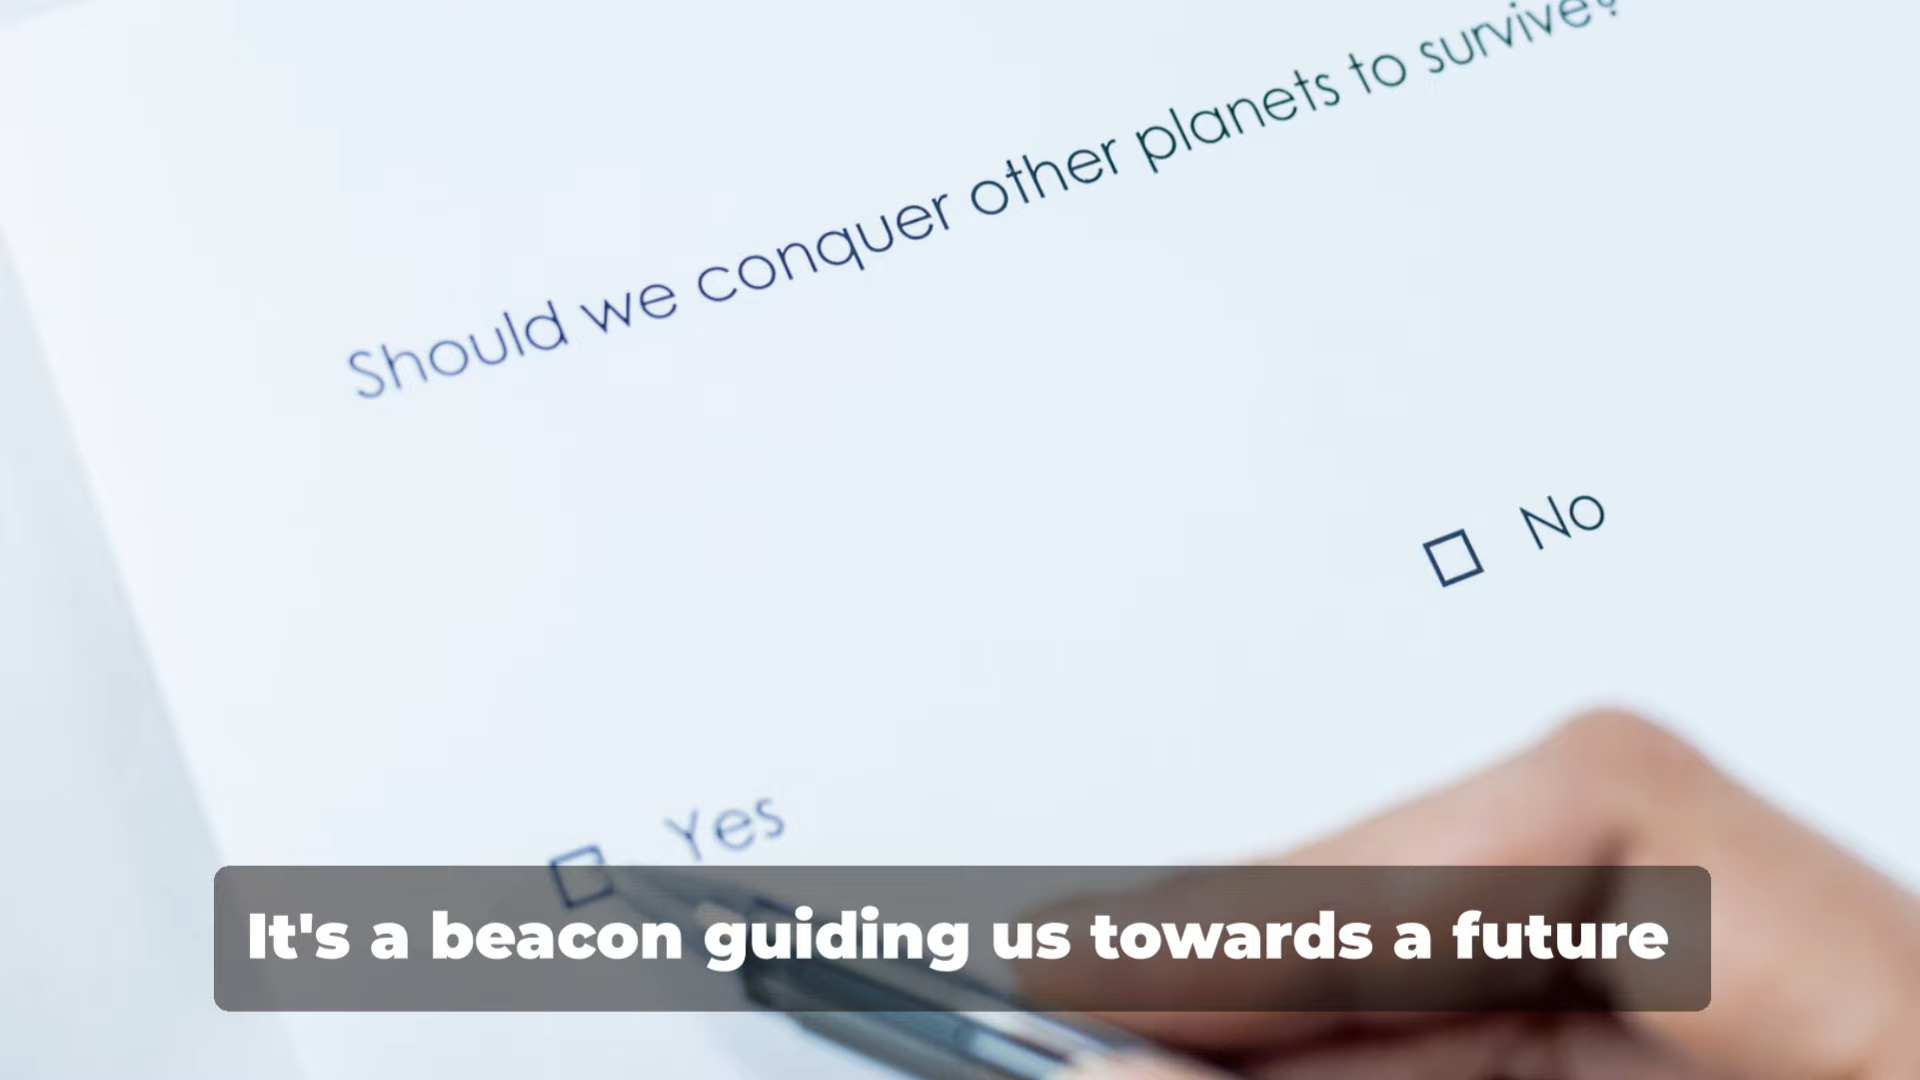 Should we conquer other planets to survive?
No
Yes
It's a beacon guiding us towards a future